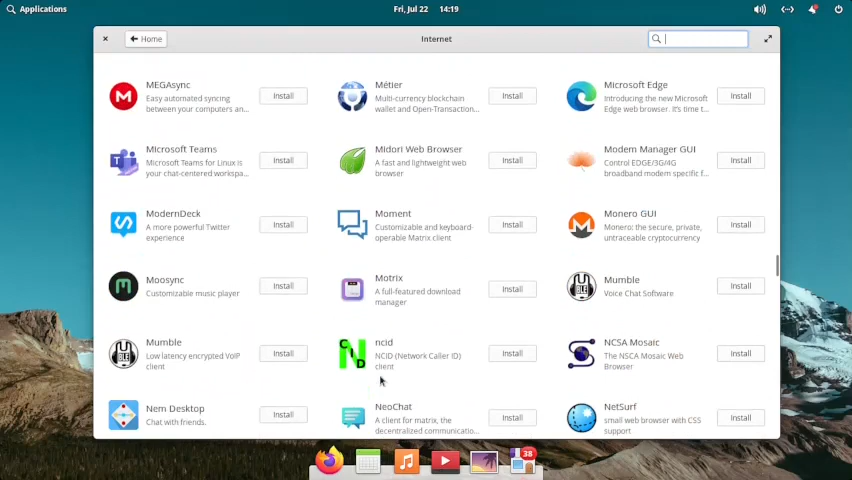 Applications
Fri, Jul 22 14:19
Home
Internet
MEGAsync
Easy automated syncing
between your computers an...
Install
Métier
Multi-currency blockchain
wallet and Open-Transaction...
Install
Microsoft Edge
Introducing the new Microsoft
Edge web browser. It's time t...
Install
Microsoft Teams
Microsoft Teams for Linux is
your chat-centered workspa...
Install
Midori Web Browser
A fast and lightweight web
browser
Install
Modem Manager GUI
Control EDGE/3G/4G
broadband modem specific f...
Install
ModernDeck
A more powerful Twitter
experience
Install
Moment
Customizable and keyboard-
operable Matrix client
Install
Monero GUI
Monero: the secure, private,
untraceable cryptocurrency
Install
Moosync
Customizable music player
Install
Motrix
A full-featured download
manager
Install
Mumble
Voice Chat Software
Install
Mumble
Low latency encrypted VoIP
client
Install
ncid
NCID (Network Caller ID)
client
Install
NCSA Mosaic
The NSCA Mosaic Web
Browser
Install
Nem Desktop
Chat with friends.
Install
NeoChat
A client for matrix, the
decentralized communicatio...
Install
NetSurf
small web browser with CSS
support
Install
38